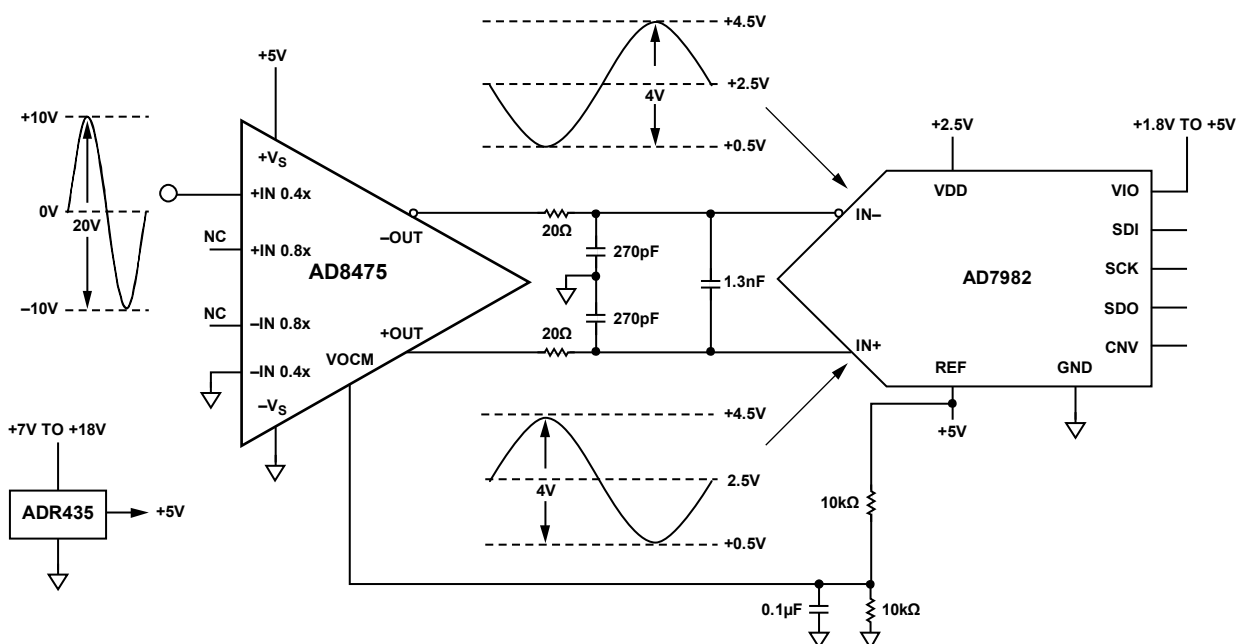 +5V
+10V
0V
20V
–10V
+VS
+IN 0.4x
NC
+IN 0.8x
NC
–IN 0.8x
–IN 0.4x
–VS
AD8475
–OUT
+OUT
VOCM
+7V TO +18V
ADR435
+5V
+4.5V
+2.5V
4V
+0.5V
20Ω
270pF
1.3nF
270pF
20Ω
+4.5V
2.5V
4V
+0.5V
+2.5V
+1.8V TO +5V
VDD
VIO
IN–
SDI
AD7982
SCK
SDO
CNV
IN+
REF
GND
+5V
10kΩ
0.1µF
10kΩ